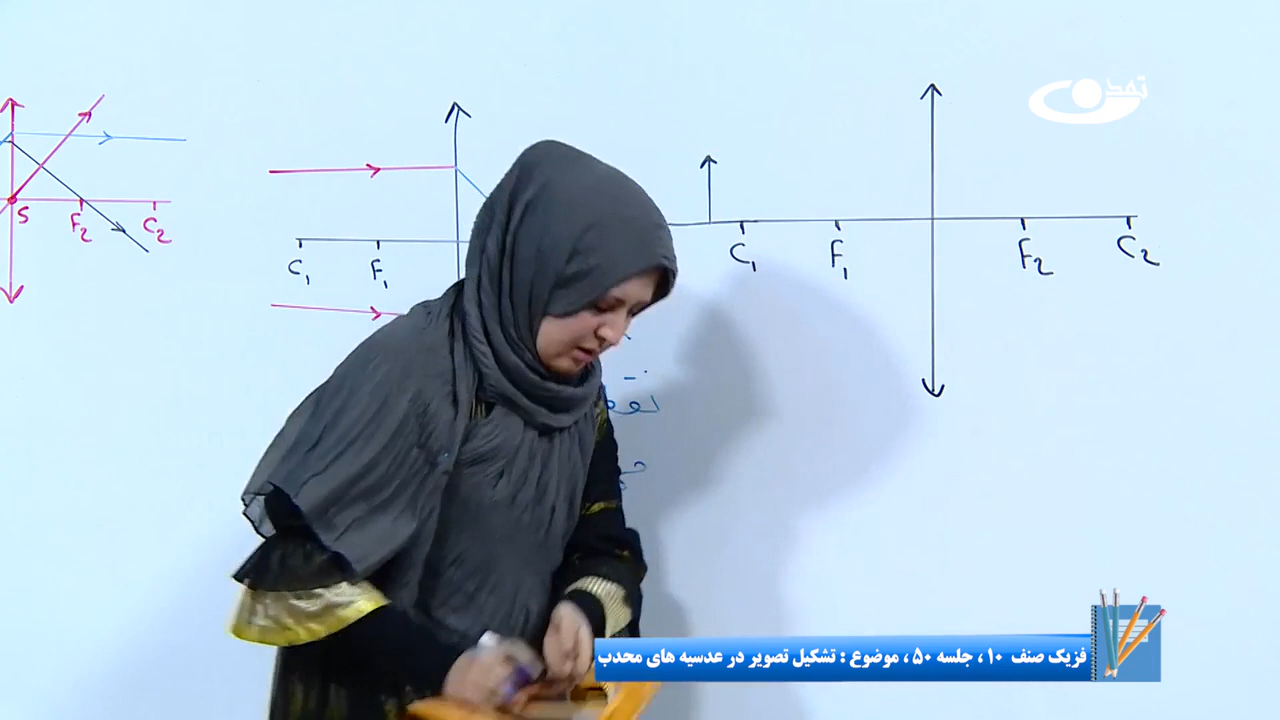 تمدن
S
F2
C2
C1
F1
C1
F1
F2
C2
فزیک صنف ۱۰ ، جلسه ۵۰ ، موضوع : تشکیل تصویر در عدسیه های محدب